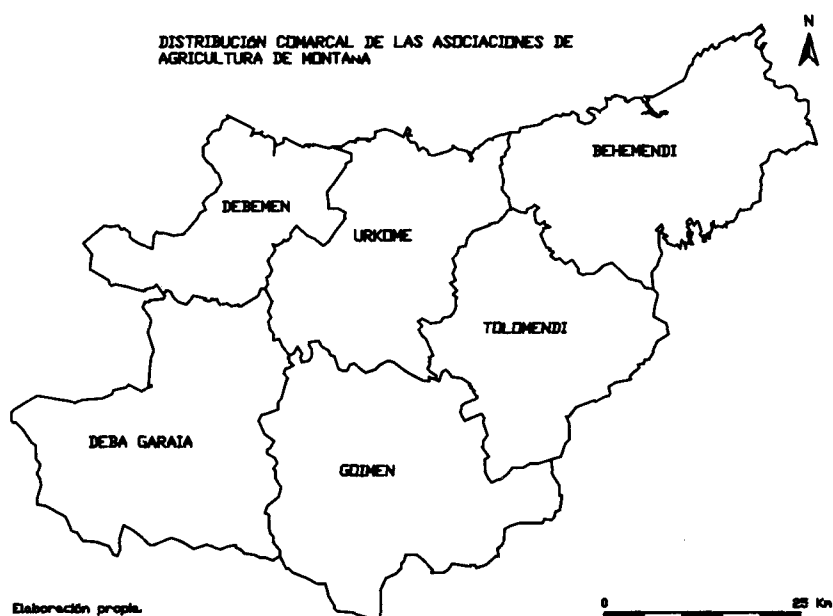 DISTRIBUCIóN COMARCAL DE LAS ASOCIACIONES DE
AGRICULTURA DE MONTAñA
N
BEHEMENDI
DEBEMEN
URKOME
TOLOMENDI
DEBA GARAIA
GOIMEN
Elaboración propia.
0 25 Km